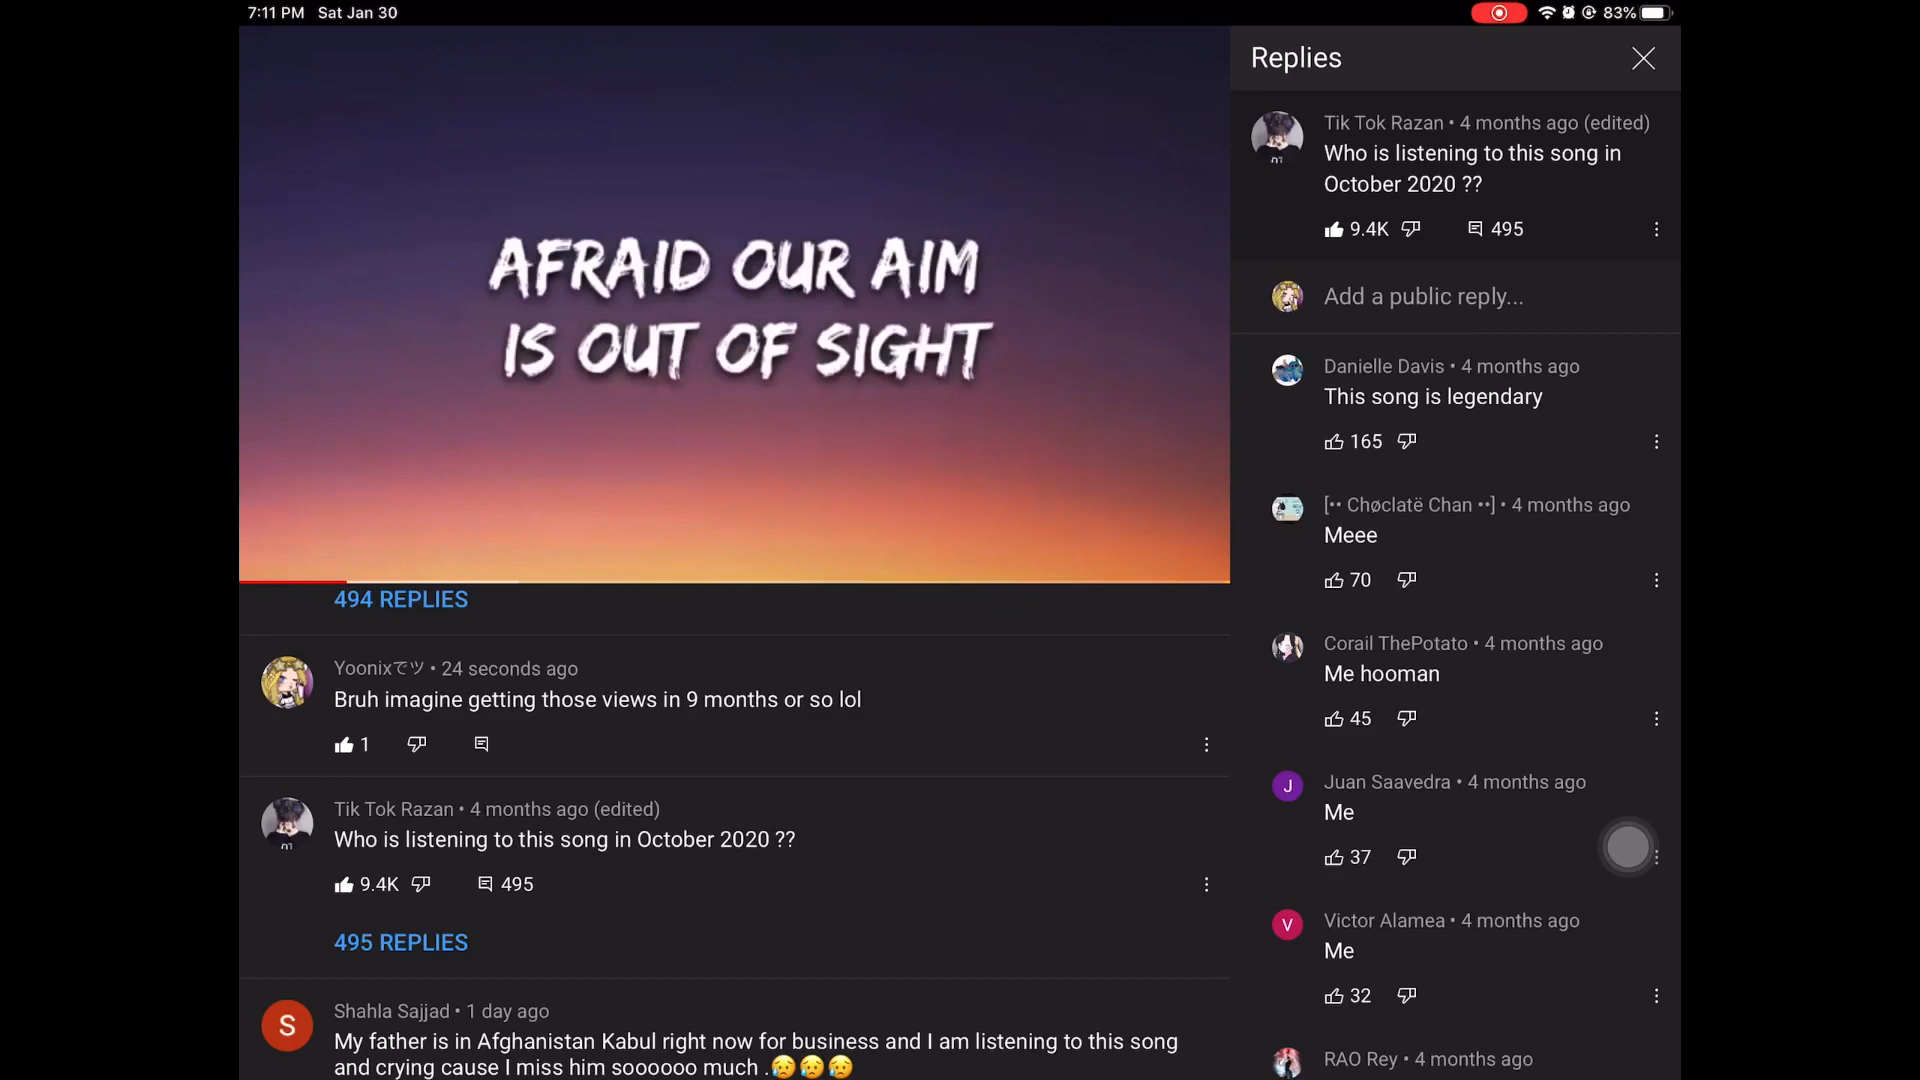 7:11 PM Sat Jan 30
83%
AFRAID OUR AIM
IS OUT OF SIGHT
494 REPLIES
Yoonixでツ • 24 seconds ago
Bruh imagine getting those views in 9 months or so lol
1
Tik Tok Razan • 4 months ago (edited)
Who is listening to this song in October 2020 ??
9.4K 495
495 REPLIES
S
Shahla Sajjad • 1 day ago
My father is in Afghanistan Kabul right now for business and I am listening to this song
and crying cause I miss him soooooo much .😥😥😥
Replies
Tik Tok Razan • 4 months ago (edited)
Who is listening to this song in
October 2020 ??
9.4K 495
Add a public reply...
Danielle Davis • 4 months ago
This song is legendary
165
[•• Chøclatë Chan ••] • 4 months ago
Meee
70
Corail ThePotato • 4 months ago
Me hooman
45
J
Juan Saavedra • 4 months ago
Me
37
V
Victor Alamea • 4 months ago
Me
32
RAO Rey • 4 months ago